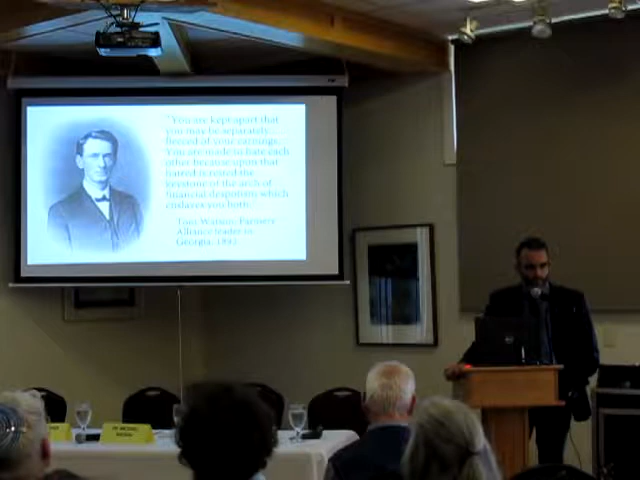 "You are kept apart that
you may be separately
fleeced of your earnings.
You are made to hate each
other because upon that
hatred is rested the
keystone of the arch of
financial despotism which
enslaves you both.
Tom Watson, Farmers'
Alliance leader in
Georgia, 1892
DR. MICHAEL